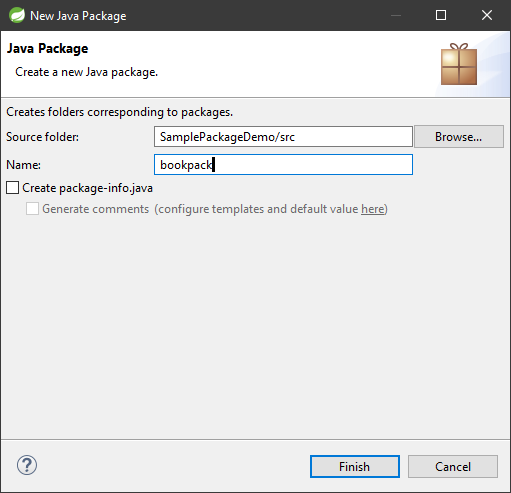 New Java Package
Java Package
Create a new Java package.
Creates folders corresponding to packages.
Source folder: SamplePackageDemo/src Browse...
Name: bookpack
Create package-info.java
Generate comments (configure templates and default value here)
? Finish Cancel